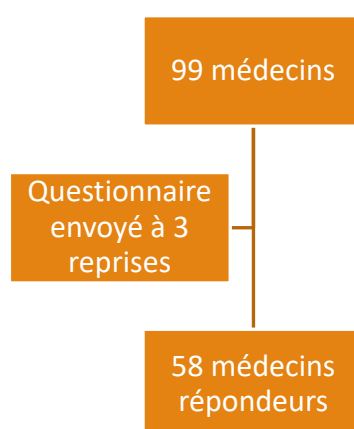 99 médecins
Questionnaire
envoyé à 3
reprises
58 médecins
répondeurs